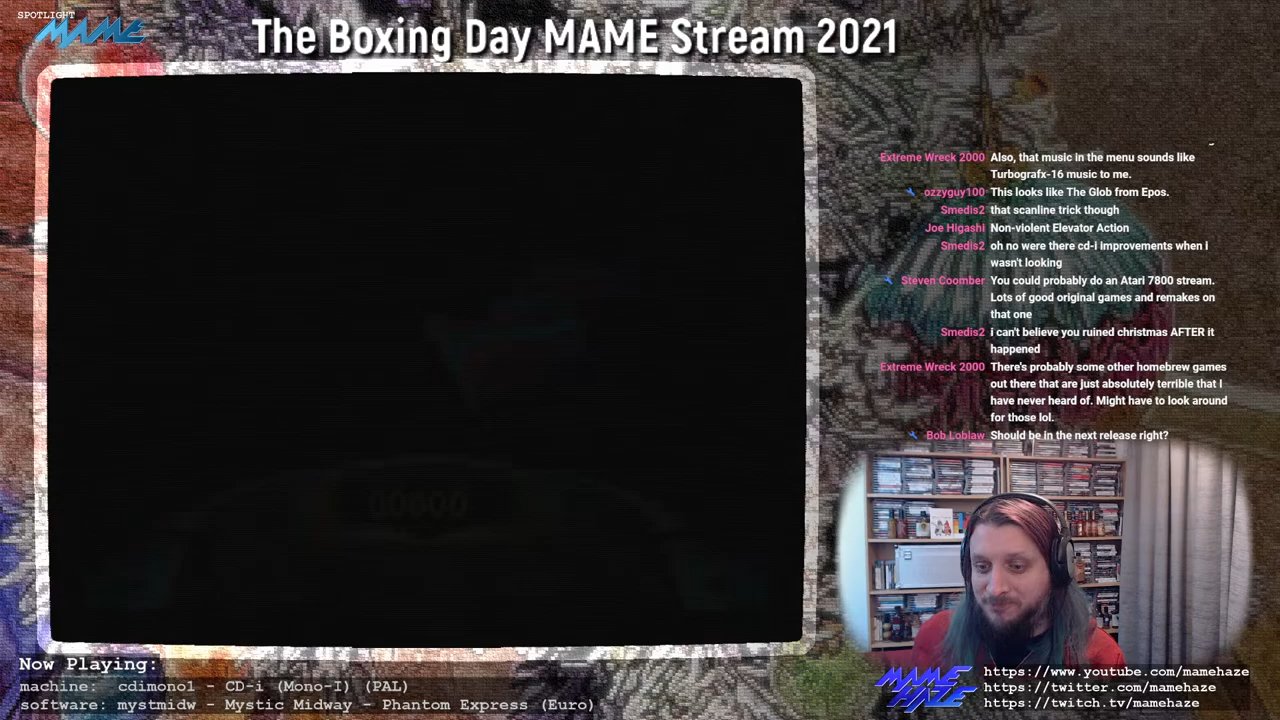 SPOTLIGHT
MAME
The Boxing Day MAME Stream 2021
Extreme Wreck 2000 Also, that music in the menu sounds like
Turbografx-16 music to me.
ozzyguy100 This looks like The Glob from Epos.
Smedis2 that scanline trick though
Joe Higashi Non-violent Elevator Action
Smedis2 oh no were there cd-i improvements when i
wasn't looking
Steven Coomber You could probably do an Atari 7800 stream.
Lots of good original games and remakes on
that one
Smedis2 i can't believe you ruined christmas AFTER it
happened
Extreme Wreck 2000 There's probably some other homebrew games
out there that are just absolutely terrible that I
have never heard of. Might have to look around
for those lol.
Bob Loblaw Should be in the next release right?
00000
Now Playing:
machine: cdimono1 - CD-i (Mono-I) (PAL)
software: mystmidw - Mystic Midway - Phantom Express (Euro)
MAME
HAZE
https://www.youtube.com/mamehaze
https://twitter.com/mamehaze
https://twitch.tv/mamehaze